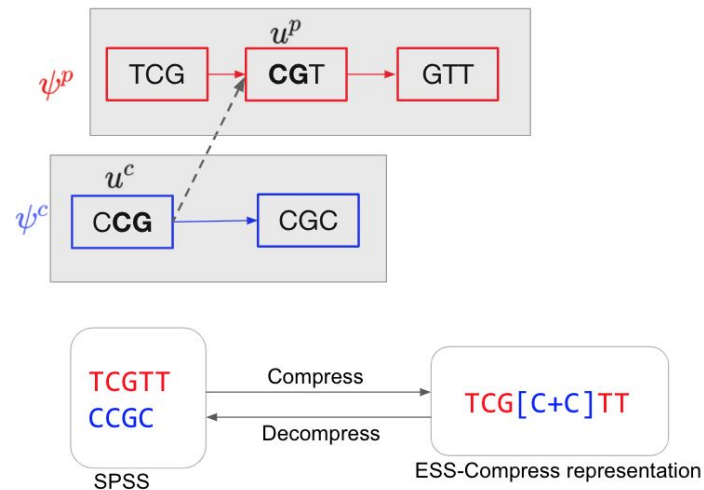 u^p
ψ^p
TCG CGT GTT
u^c
ψ^c
CCG CGC
TCGTT
CCGC
SPSS
Compress
Decompress
TCG[C+C]TT
ESS-Compress representation